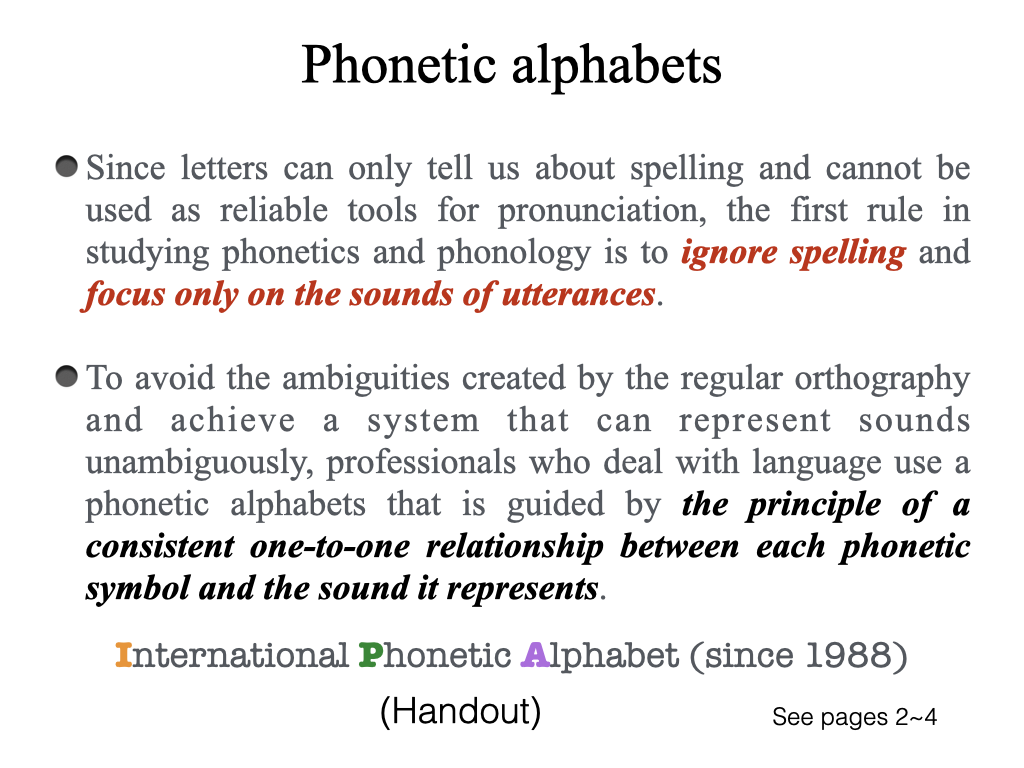 Phonetic alphabets
Since letters can only tell us about spelling and cannot be
used as reliable tools for pronunciation, the first rule in
studying phonetics and phonology is to ignore spelling and
focus only on the sounds of utterances.
To avoid the ambiguities created by the regular orthography
and achieve a system that can represent sounds
unambiguously, professionals who deal with language use a
phonetic alphabets that is guided by the principle of a
consistent one-to-one relationship between each phonetic
symbol and the sound it represents.
International Phonetic Alphabet (since 1988)
(Handout)
See pages 2~4